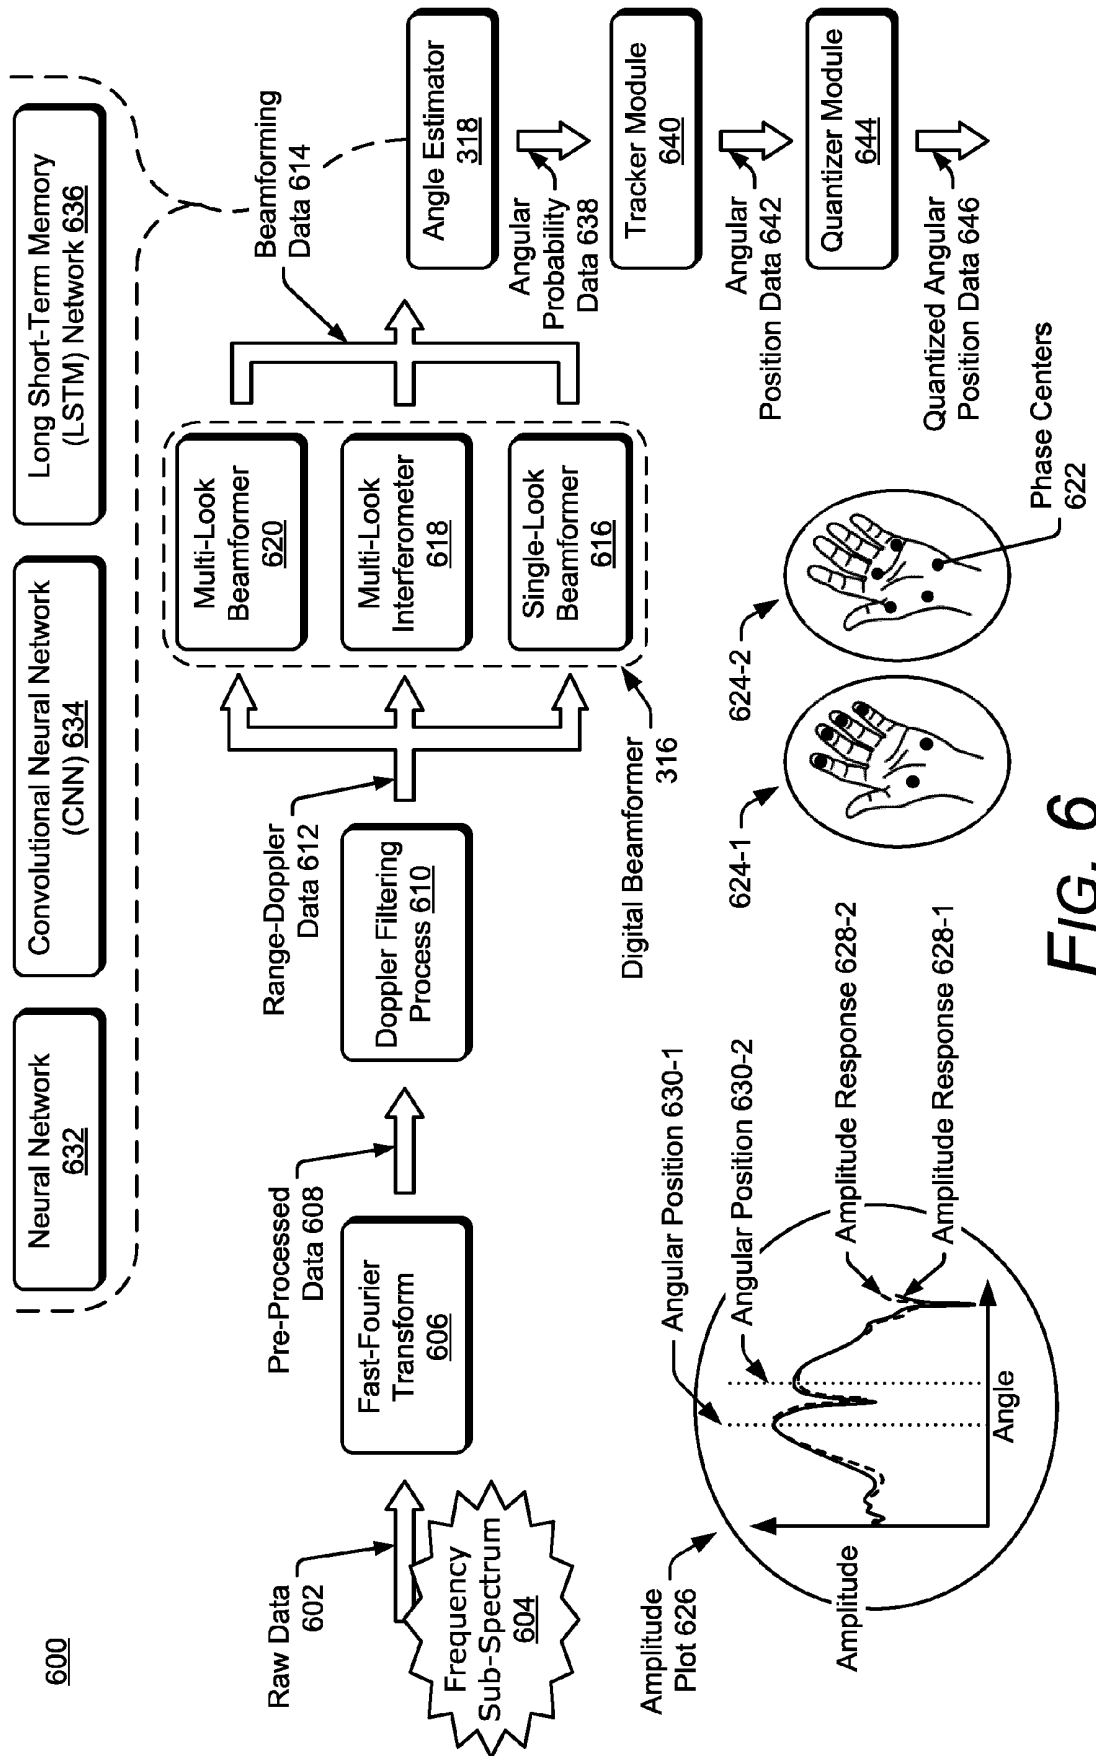 600
Neural Network
632
Convolutional Neural Network
(CNN) 634
Long Short-Term Memory
(LSTM) Network 636
Raw Data
602
Frequency
Sub-Spectrum
604
Fast-Fourier
Transform
606
Pre-Processed
Data 608
Doppler Filtering
Process 610
Range-Doppler
Data 612
Multi-Look
Beamformer
620
Multi-Look
Interferometer
618
Single-Look
Beamformer
616
Digital Beamformer
316
Beamforming
Data 614
Angle Estimator
318
Angular
Probability
Data 638
Tracker Module
640
Angular
Position Data 642
Quantizer Module
644
Quantized Angular
Position Data 646
Amplitude
Plot 626
Amplitude
Angle
Angular Position 630-1
Angular Position 630-2
Amplitude Response 628-2
Amplitude Response 628-1
624-1
624-2
Phase Centers
622
FIG. 6